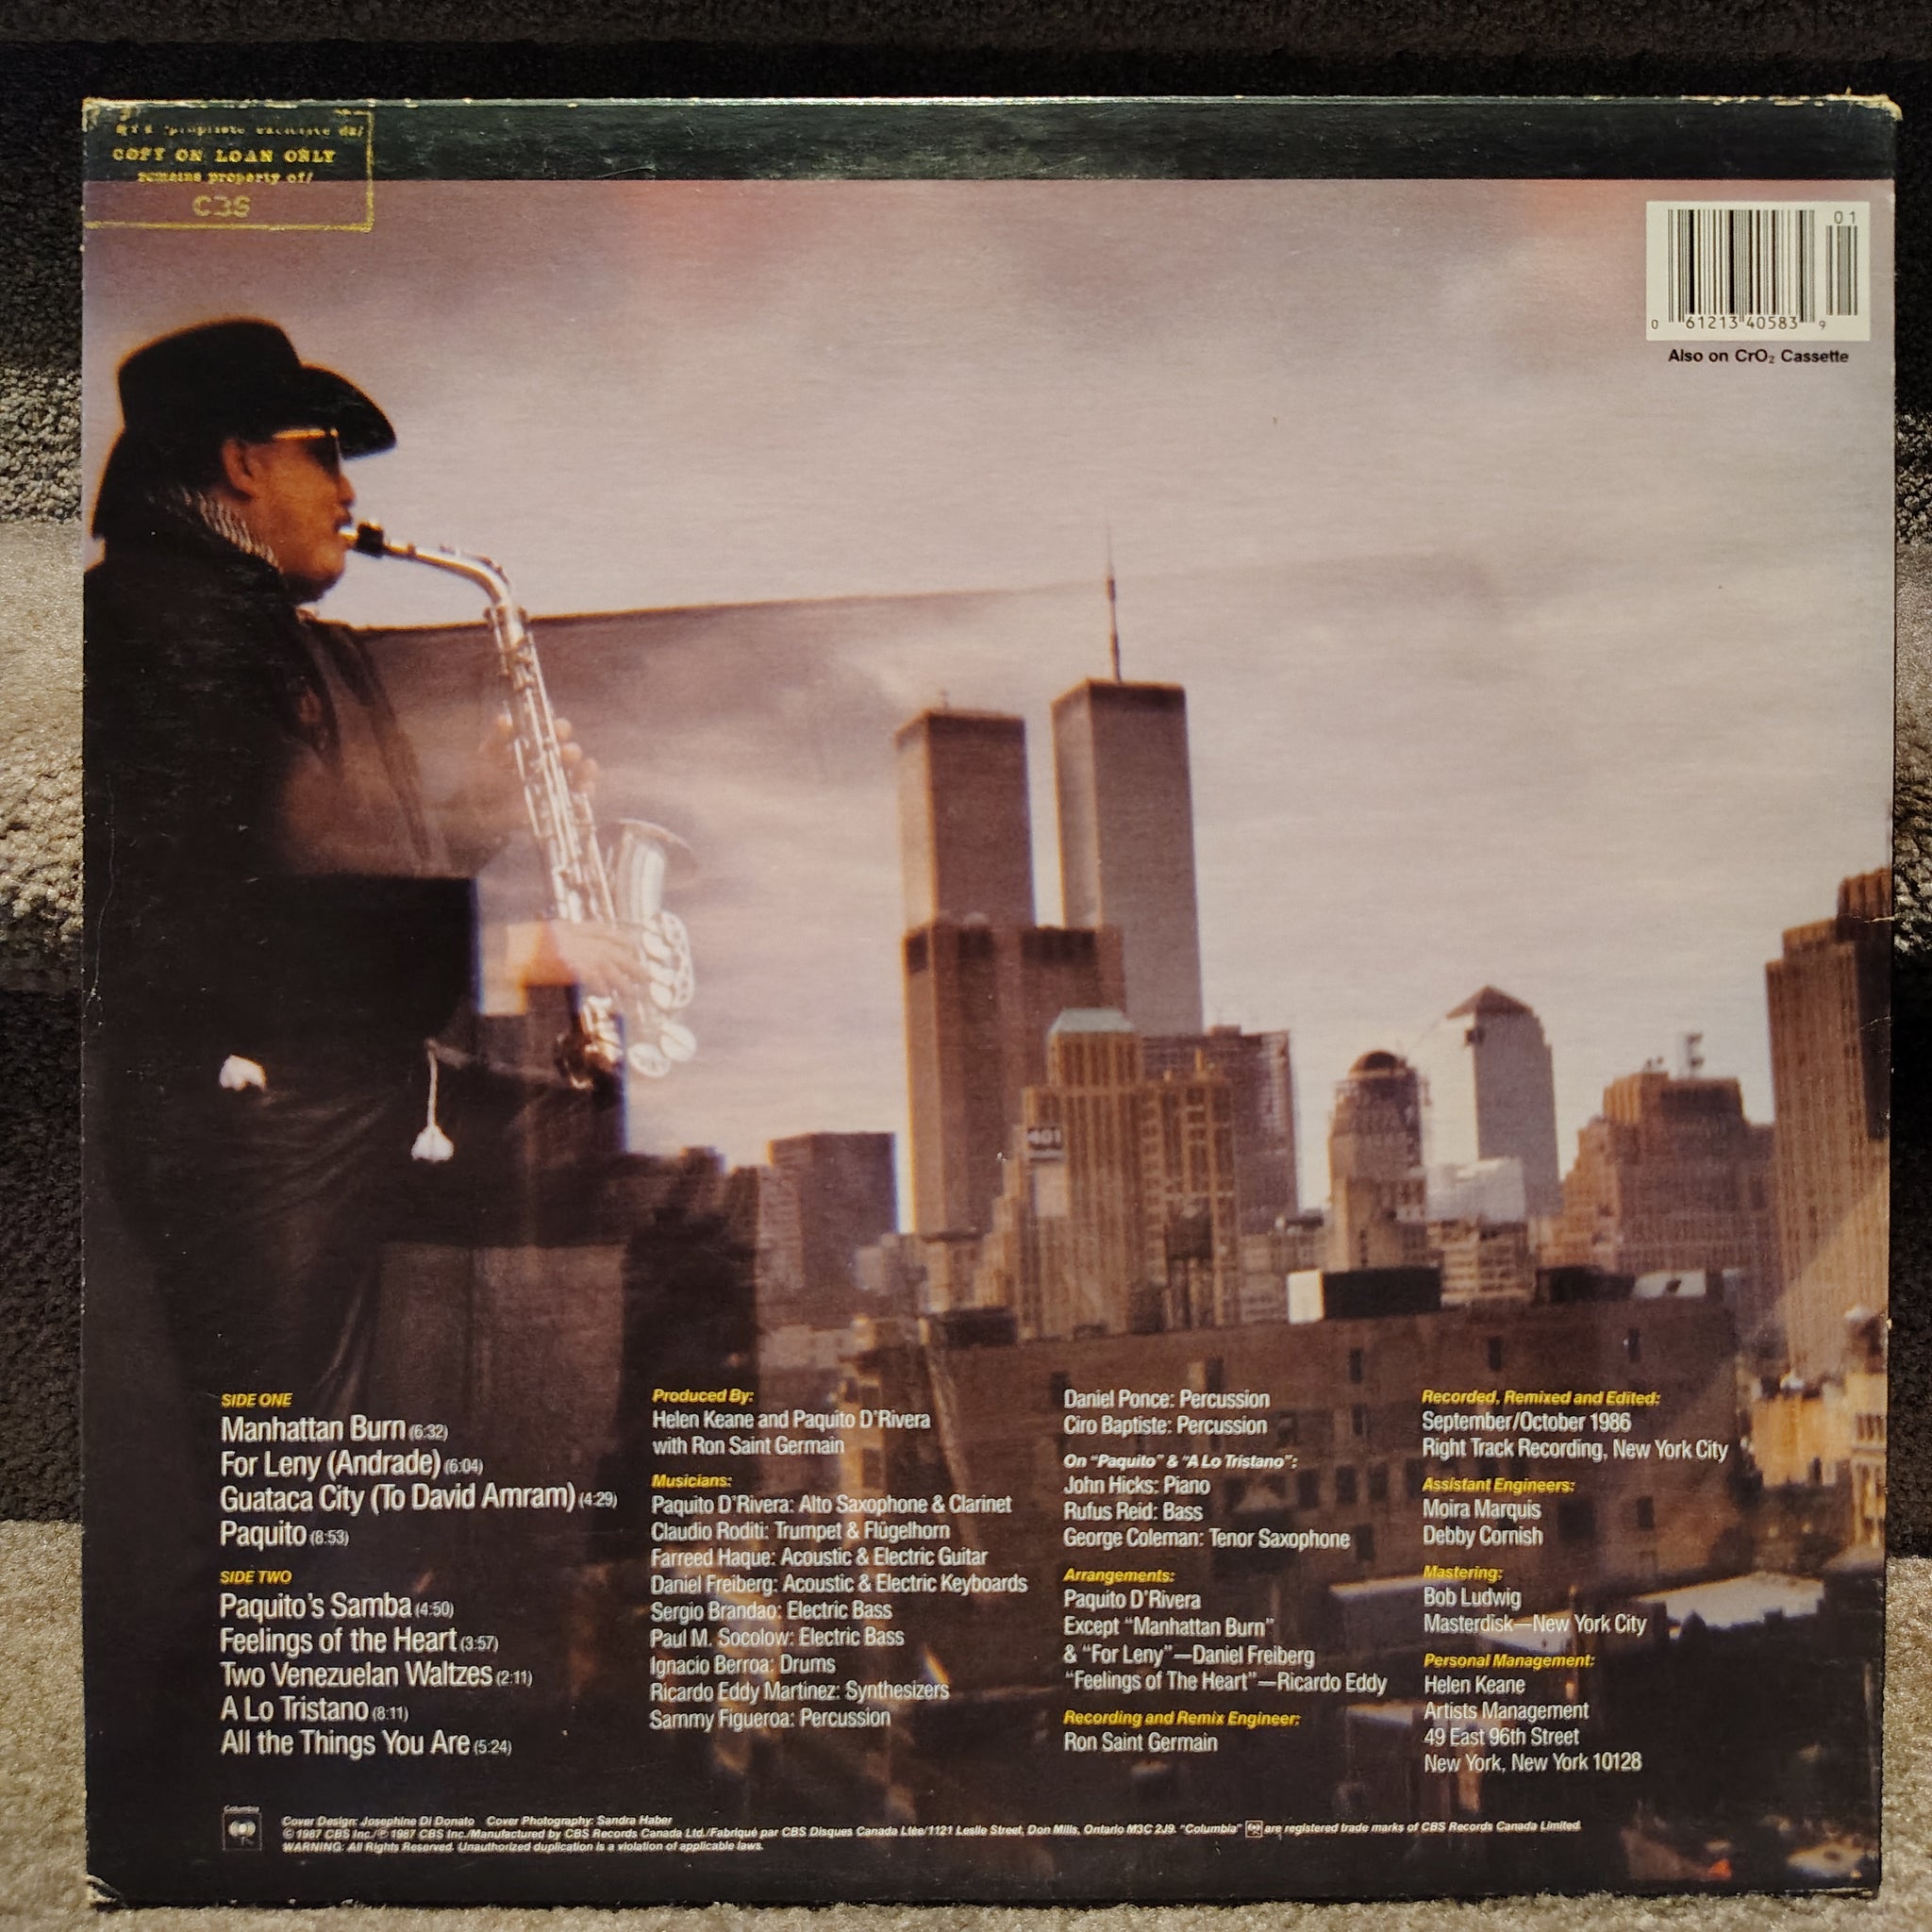 COPY ON LOAN ONLY
remains property of/
CBS
01
0 61213 40583 9
Also on CrO₂ Cassette
401
SIDE ONE
Manhattan Burn (6:32)
For Leny (Andrade) (6:04)
Guataca City (To David Amram) (4:29)
Paquito (8:53)
SIDE TWO
Paquito's Samba (4:50)
Feelings of the Heart (3:57)
Two Venezuelan Waltzes (2:11)
A Lo Tristano (8:11)
All the Things You Are (5:24)
Produced By:
Helen Keane and Paquito D'Rivera
with Ron Saint Germain
Musicians:
Paquito D'Rivera: Alto Saxophone & Clarinet
Claudio Roditi: Trumpet & Flügelhorn
Farreed Haque: Acoustic & Electric Guitar
Daniel Freiberg: Acoustic & Electric Keyboards
Sergio Brandao: Electric Bass
Paul M. Socolow: Electric Bass
Ignacio Berroa: Drums
Ricardo Eddy Martinez: Synthesizers
Sammy Figueroa: Percussion
Daniel Ponce: Percussion
Ciro Baptiste: Percussion
On "Paquito" & "A Lo Tristano":
John Hicks: Piano
Rufus Reid: Bass
George Coleman: Tenor Saxophone
Arrangements:
Paquito D'Rivera
Except "Manhattan Burn"
& "For Leny"—Daniel Freiberg
"Feelings of The Heart"—Ricardo Eddy
Recording and Remix Engineer:
Ron Saint Germain
Recorded, Remixed and Edited:
September/October 1986
Right Track Recording, New York City
Assistant Engineers:
Moira Marquis
Debby Cornish
Mastering:
Bob Ludwig
Masterdisk—New York City
Personal Management:
Helen Keane
Artists Management
49 East 96th Street
New York, New York 10128
Columbia
Cover Design: Josephine Di Donato Cover Photography: Sandra Haber
© 1987 CBS Inc./℗ 1987 CBS Inc./Manufactured by CBS Records Canada Ltd./Fabriqué par CBS Disques Canada Ltée/1121 Leslie Street, Don Mills, Ontario M3C 2J9. "Columbia" are registered trade marks of CBS Records Canada Limited.
WARNING: All Rights Reserved. Unauthorized duplication is a violation of applicable laws.